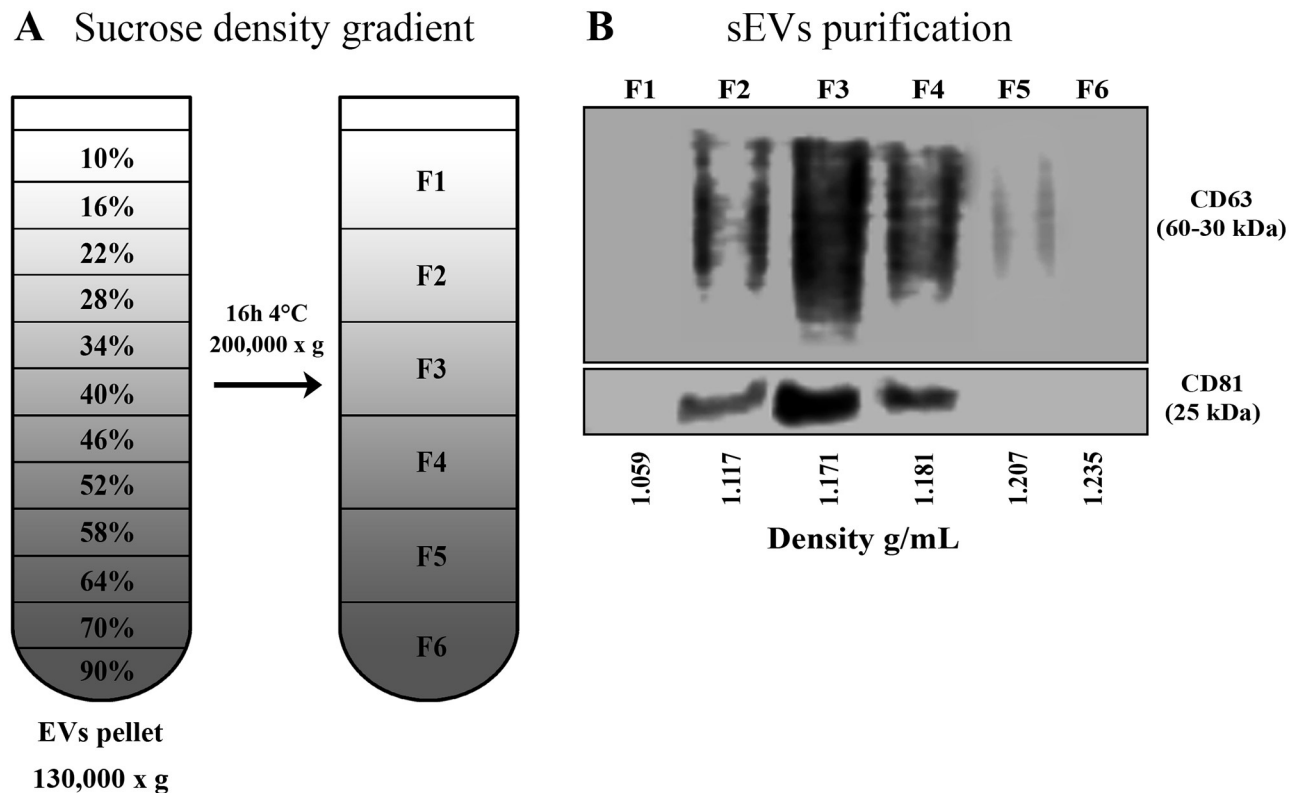 A Sucrose density gradient
10%
16%
22%
28%
34%
40%
46%
52%
58%
64%
70%
90%
EVs pellet
130,000 x g
16h 4°C
200,000 x g
F1
F2
F3
F4
F5
F6
B sEVs purification
F1 F2 F3 F4 F5 F6
CD63
(60-30 kDa)
CD81
(25 kDa)
1.059 1.117 1.171 1.181 1.207 1.235
Density g/mL